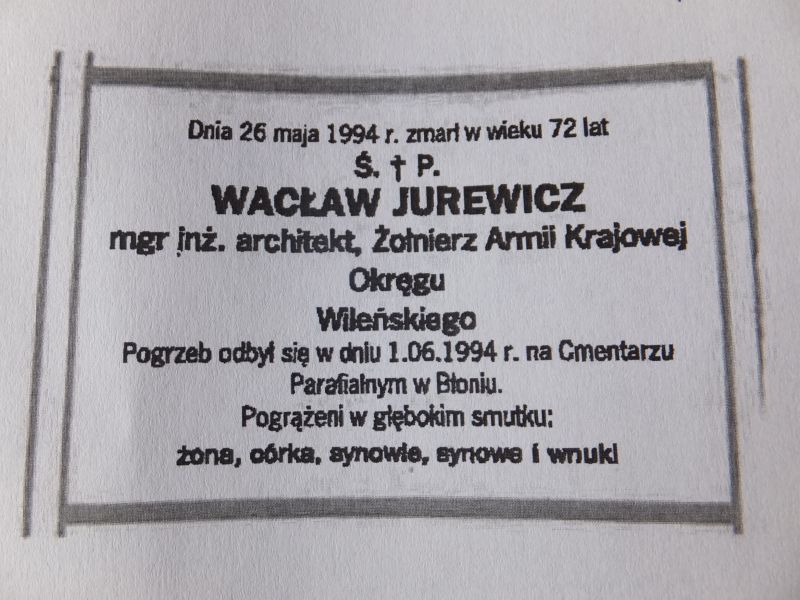 Dnia 26 maja 1994 r. zmarł w wieku 72 lat
Ś. † P.
WACŁAW JUREWICZ
mgr inż. architekt, Żołnierz Armii Krajowej
Okręgu
Wileńskiego
Pogrzeb odbył się w dniu 1.06.1994 r. na Cmentarzu
Parafialnym w Błoniu.
Pogrążeni w głębokim smutku:
żona, córka, synowie, synowe i wnuki